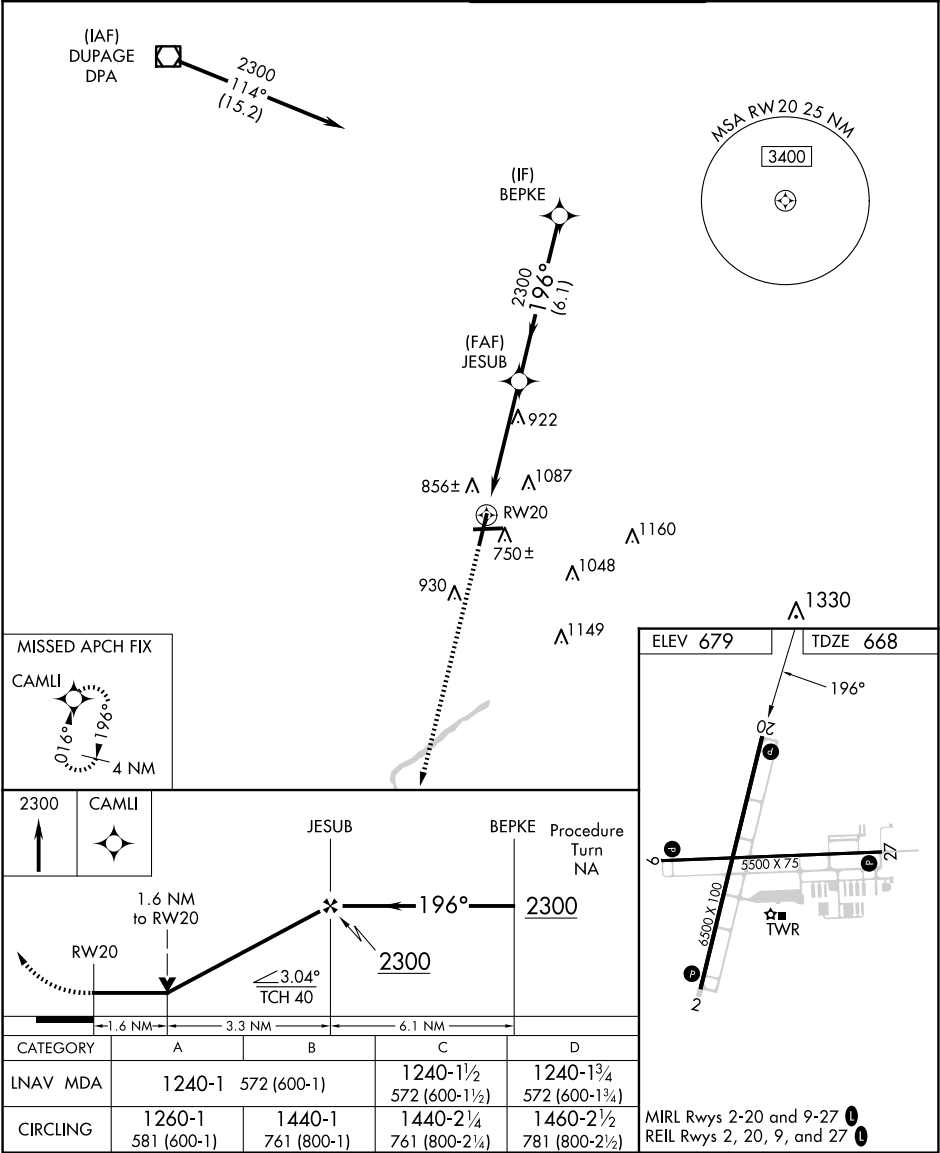 (IAF)
DUPAGE
DPA
2300
114°
(15.2)
MSA RW20 25 NM
3400
(IF)
BEPKE
2300
196°
(6.1)
(FAF)
JESUB
922
856±
1087
RW20
750±
1160
1048
930
1149
1330
MISSED APCH FIX
CAMLI
016°
196°
4 NM
ELEV 679
TDZE 668
196°
20
9
5500 X 75
27
6500 X 100
TWR
2
P
P
P
P
MIRL Rwys 2-20 and 9-27 L
REIL Rwys 2, 20, 9, and 27 L
2300
CAMLI
JESUB
BEPKE
Procedure
Turn
NA
1.6 NM
to RW20
196°
2300
RW20
2300
3.04°
TCH 40
1.6 NM
3.3 NM
6.1 NM
CATEGORY A B C D
LNAV MDA 1240-1 572 (600-1) 1240-1½ 572 (600-1½) 1240-1¾ 572 (600-1¾)
CIRCLING 1260-1 581 (600-1) 1440-1 761 (800-1) 1440-2¼ 761 (800-2¼) 1460-2½ 781 (800-2½)